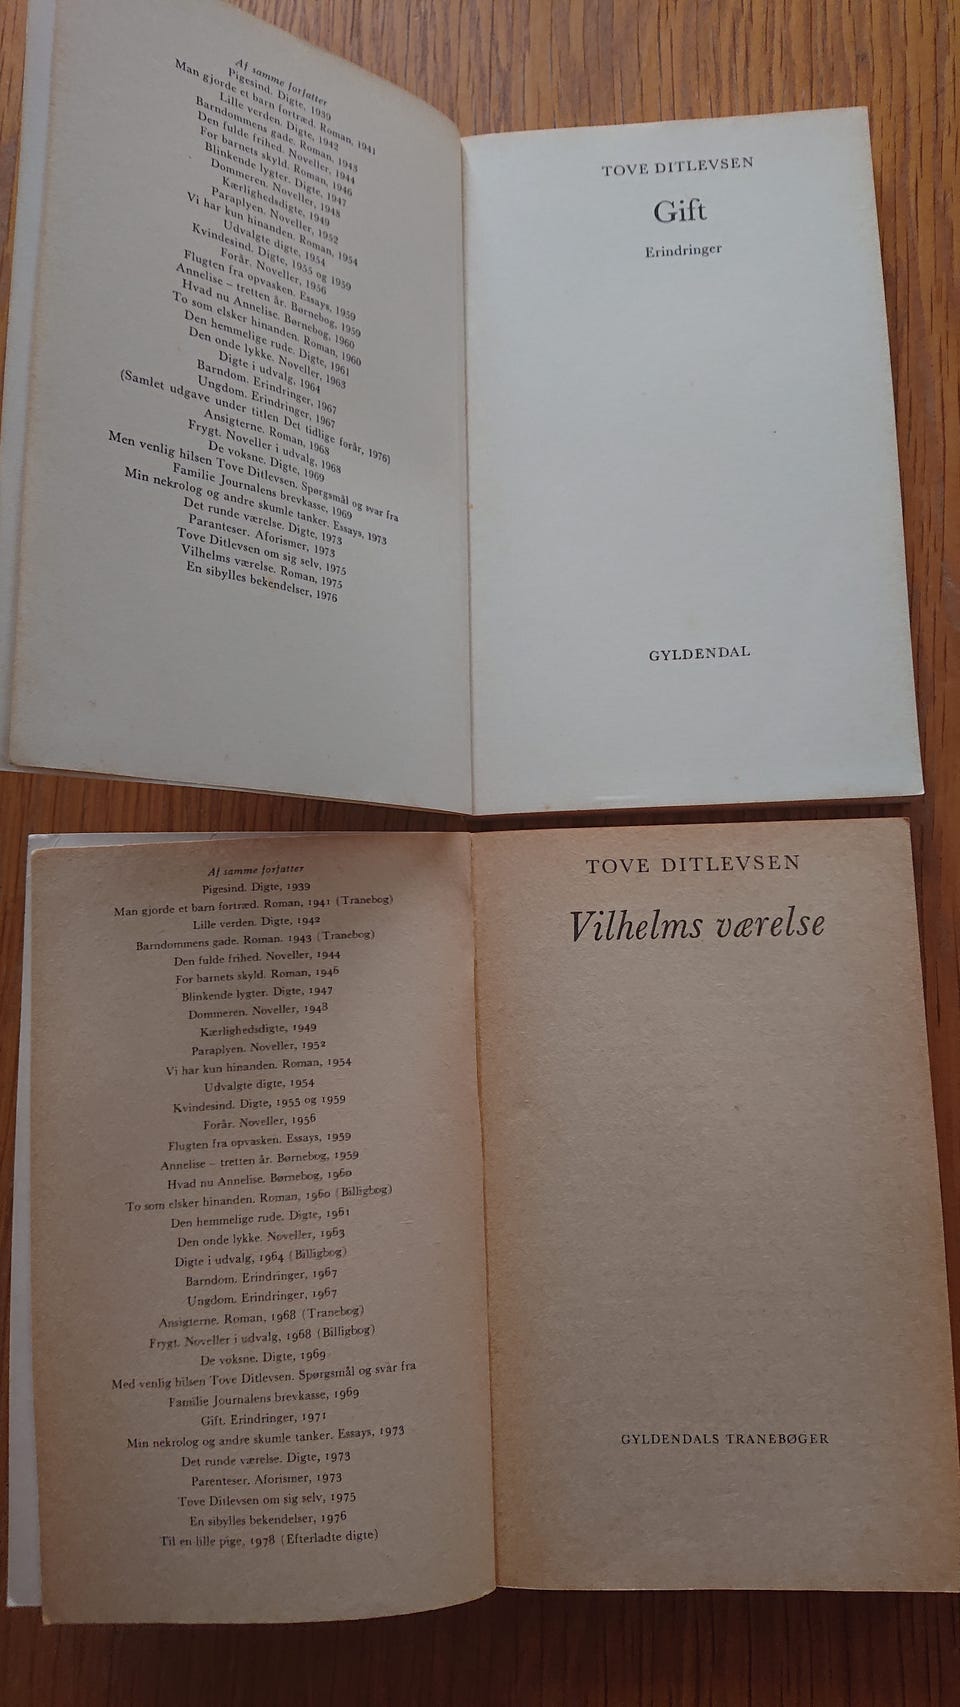 Af samme forfatter
Pigesind. Digte, 1939
Man gjorde et barn fortræd. Roman, 1941
Lille verden. Digte, 1942
Barndommens gade. Roman, 1943
Den fulde frihed. Noveller, 1944
For barnets skyld. Roman, 1946
Blinkende lygter. Digte, 1947
Dommeren. Noveller, 1948
Kærlighedsdigte, 1949
Paraplyen. Noveller, 1952
Vi har kun hinanden. Roman, 1954
Udvalgte digte, 1954
Kvindesind. Digte, 1955 og 1959
Forår. Noveller, 1956
Flugten fra opvasken. Essays, 1959
Annelise – tretten år. Børnebog, 1959
Hvad nu Annelise. Børnebog, 1960
To som elsker hinanden. Roman, 1960
Den hemmelige rude. Digte, 1961
Den onde lykke. Noveller, 1963
Digte i udvalg, 1964
Barndom. Erindringer, 1967
Ungdom. Erindringer, 1967
(Samlet udgave under titlen Det tidlige forår, 1976)
Ansigterne. Roman, 1968
Frygt. Noveller i udvalg, 1968
De voksne. Digte, 1969
Men venlig hilsen Tove Ditlevsen. Spørgsmål og svar fra
Familie Journalens brevkasse, 1969
Min nekrolog og andre skumle tanker. Essays, 1973
Det runde værelse. Digte, 1973
Paranteser. Aforismer, 1973
Tove Ditlevsen om sig selv, 1975
Vilhelms værelse. Roman, 1975
En sibylles bekendelser, 1976
TOVE DITLEVSEN
Gift
Erindringer
GYLDENDAL
Af samme forfatter
Pigesind. Digte, 1939
Man gjorde et barn fortræd. Roman, 1941 (Tranebog)
Lille verden. Digte, 1942
Barndommens gade. Roman. 1943 (Tranebog)
Den fulde frihed. Noveller, 1944
For barnets skyld. Roman, 1946
Blinkende lygter. Digte, 1947
Dommeren. Noveller, 1948
Kærlighedsdigte, 1949
Paraplyen. Noveller, 1952
Vi har kun hinanden. Roman, 1954
Udvalgte digte, 1954
Kvindesind. Digte, 1955 og 1959
Forår. Noveller, 1956
Flugten fra opvasken. Essays, 1959
Annelise – tretten år. Børnebog, 1959
Hvad nu Annelise. Børnebog, 1960
To som elsker hinanden. Roman, 1960 (Billigbog)
Den hemmelige rude. Digte, 1961
Den onde lykke. Noveller, 1963
Digte i udvalg, 1964 (Billigbog)
Barndom. Erindringer, 1967
Ungdom. Erindringer, 1967
Ansigterne. Roman, 1968 (Tranebog)
Frygt. Noveller i udvalg, 1968 (Billigbog)
De voksne. Digte, 1969
Med venlig hilsen Tove Ditlevsen. Spørgsmål og svar fra
Familie Journalens brevkasse, 1969
Gift. Erindringer, 1971
Min nekrolog og andre skumle tanker. Essays, 1973
Det runde værelse. Digte, 1973
Parenteser. Aforismer, 1973
Tove Ditlevsen om sig selv, 1975
En sibylles bekendelser, 1976
Til en lille pige, 1978 (Efterladte digte)
TOVE DITLEVSEN
Vilhelms værelse
GYLDENDALS TRANEBØGER